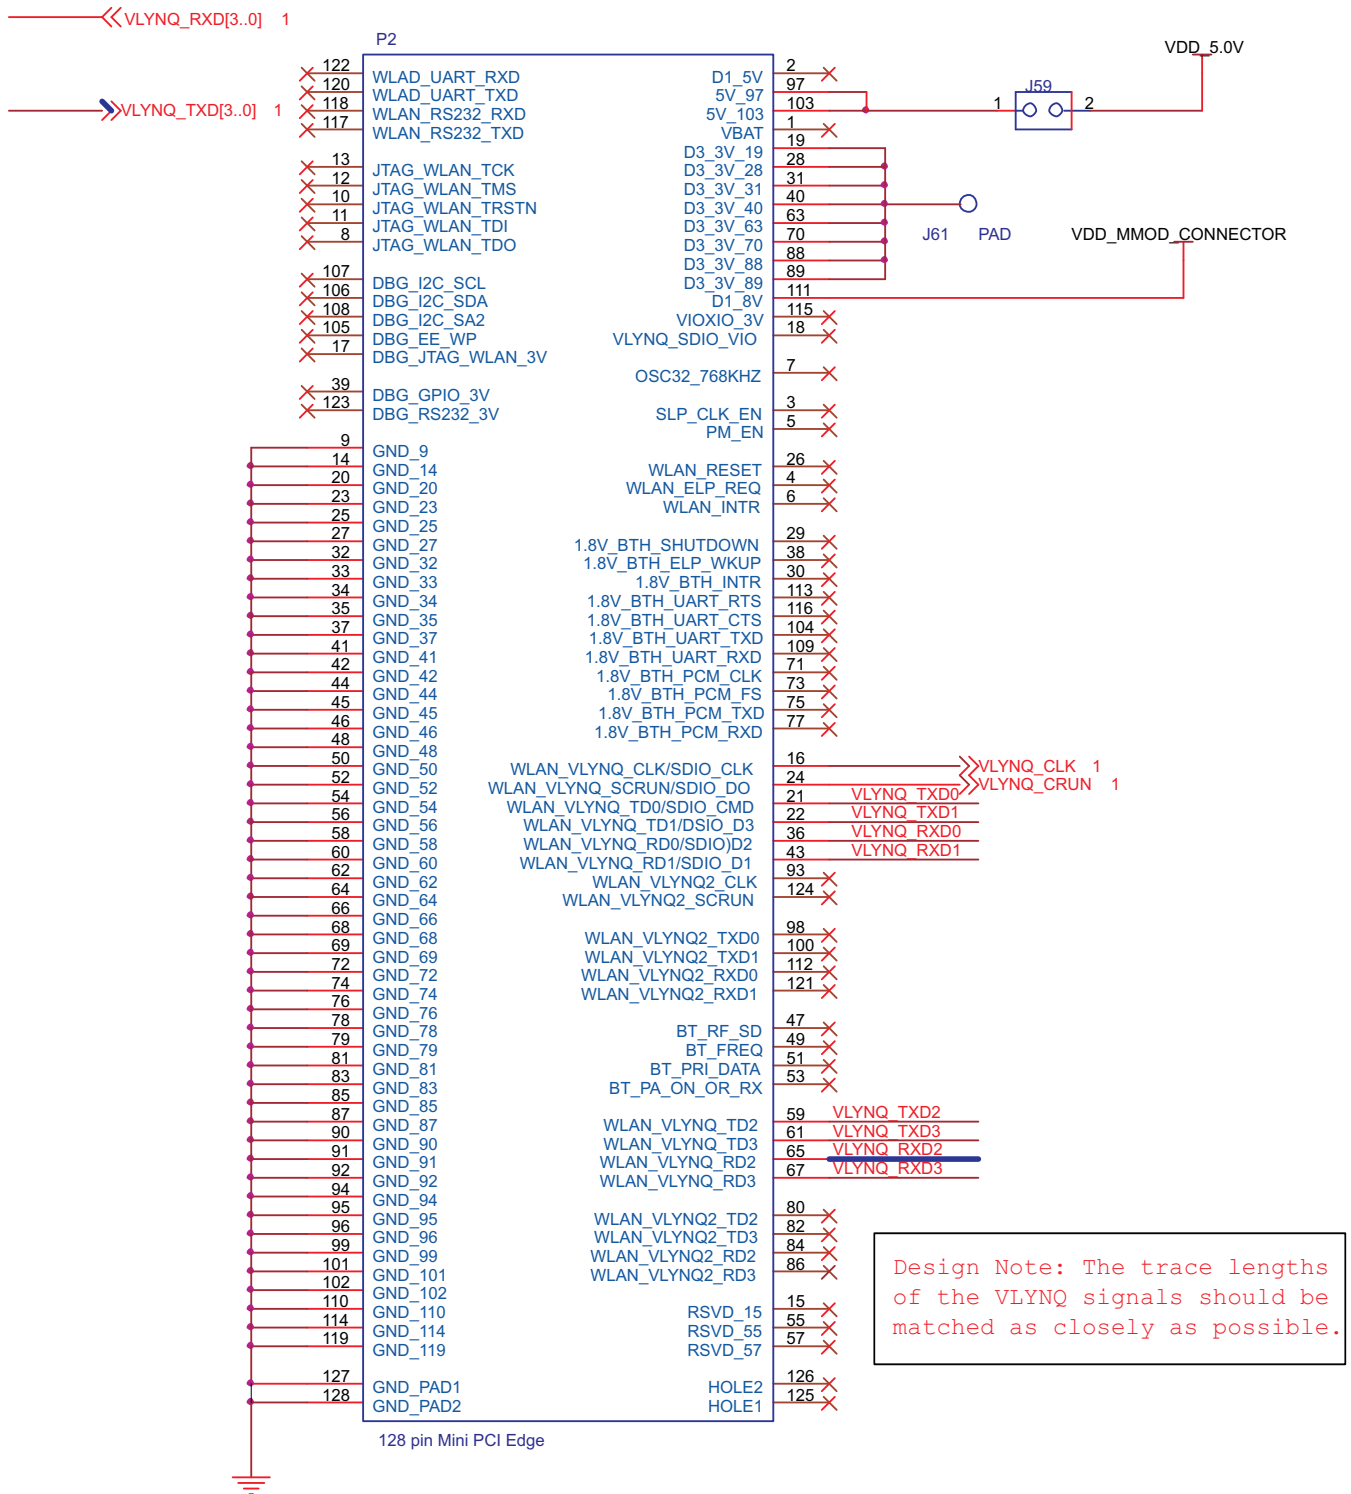 VLYNQ_RXD[3..0] 1
VLYNQ_TXD[3..0] 1
P2
122 WLAD_UART_RXD
120 WLAD_UART_TXD
118 WLAN_RS232_RXD
117 WLAN_RS232_TXD
13 JTAG_WLAN_TCK
12 JTAG_WLAN_TMS
10 JTAG_WLAN_TRSTN
11 JTAG_WLAN_TDI
8 JTAG_WLAN_TDO
107 DBG_I2C_SCL
106 DBG_I2C_SDA
108 DBG_I2C_SA2
105 DBG_EE_WP
17 DBG_JTAG_WLAN_3V
39 DBG_GPIO_3V
123 DBG_RS232_3V
9 GND_9
14 GND_14
20 GND_20
23 GND_23
25 GND_25
27 GND_27
32 GND_32
33 GND_33
34 GND_34
35 GND_35
37 GND_37
41 GND_41
42 GND_42
44 GND_44
45 GND_45
46 GND_46
48 GND_48
50 GND_50
52 GND_52
54 GND_54
56 GND_56
58 GND_58
60 GND_60
62 GND_62
64 GND_64
66 GND_66
68 GND_68
69 GND_69
72 GND_72
74 GND_74
76 GND_76
78 GND_78
79 GND_79
81 GND_81
83 GND_83
85 GND_85
87 GND_87
90 GND_90
91 GND_91
92 GND_92
94 GND_94
95 GND_95
96 GND_96
99 GND_99
101 GND_101
102 GND_102
110 GND_110
114 GND_114
119 GND_119
127 GND_PAD1
128 GND_PAD2
D1_5V 2
5V_97 97
5V_103 103
VBAT 1
D3_3V_19 19
D3_3V_28 28
D3_3V_31 31
D3_3V_40 40
D3_3V_63 63
D3_3V_70 70
D3_3V_88 88
D3_3V_89 89
D1_8V 111
VIOXIO_3V 115
VLYNQ_SDIO_VIO 18
OSC32_768KHZ 7
SLP_CLK_EN 3
PM_EN 5
WLAN_RESET 26
WLAN_ELP_REQ 4
WLAN_INTR 6
1.8V_BTH_SHUTDOWN 29
1.8V_BTH_ELP_WKUP 38
1.8V_BTH_INTR 30
1.8V_BTH_UART_RTS 113
1.8V_BTH_UART_CTS 116
1.8V_BTH_UART_TXD 104
1.8V_BTH_UART_RXD 109
1.8V_BTH_PCM_CLK 71
1.8V_BTH_PCM_FS 73
1.8V_BTH_PCM_TXD 75
1.8V_BTH_PCM_RXD 77
WLAN_VLYNQ_CLK/SDIO_CLK 16 VLYNQ_CLK 1
WLAN_VLYNQ_SCRUN/SDIO_DO 24 VLYNQ_CRUN 1
WLAN_VLYNQ_TD0/SDIO_CMD 21 VLYNQ_TXD0
WLAN_VLYNQ_TD1/DSIO_D3 22 VLYNQ_TXD1
WLAN_VLYNQ_RD0/SDIO)D2 36 VLYNQ_RXD0
WLAN_VLYNQ_RD1/SDIO_D1 43 VLYNQ_RXD1
WLAN_VLYNQ2_CLK 93
WLAN_VLYNQ2_SCRUN 124
WLAN_VLYNQ2_TXD0 98
WLAN_VLYNQ2_TXD1 100
WLAN_VLYNQ2_RXD0 112
WLAN_VLYNQ2_RXD1 121
BT_RF_SD 47
BT_FREQ 49
BT_PRI_DATA 51
BT_PA_ON_OR_RX 53
WLAN_VLYNQ_TD2 59 VLYNQ_TXD2
WLAN_VLYNQ_TD3 61 VLYNQ_TXD3
WLAN_VLYNQ_RD2 65 VLYNQ_RXD2
WLAN_VLYNQ_RD3 67 VLYNQ_RXD3
WLAN_VLYNQ2_TD2 80
WLAN_VLYNQ2_TD3 82
WLAN_VLYNQ2_RD2 84
WLAN_VLYNQ2_RD3 86
RSVD_15 15
RSVD_55 55
RSVD_57 57
HOLE2 126
HOLE1 125
128 pin Mini PCI Edge
VDD_5.0V
J59
1 2
J61 PAD
VDD_MMOD_CONNECTOR
Design Note: The trace lengths
of the VLYNQ signals should be
matched as closely as possible.